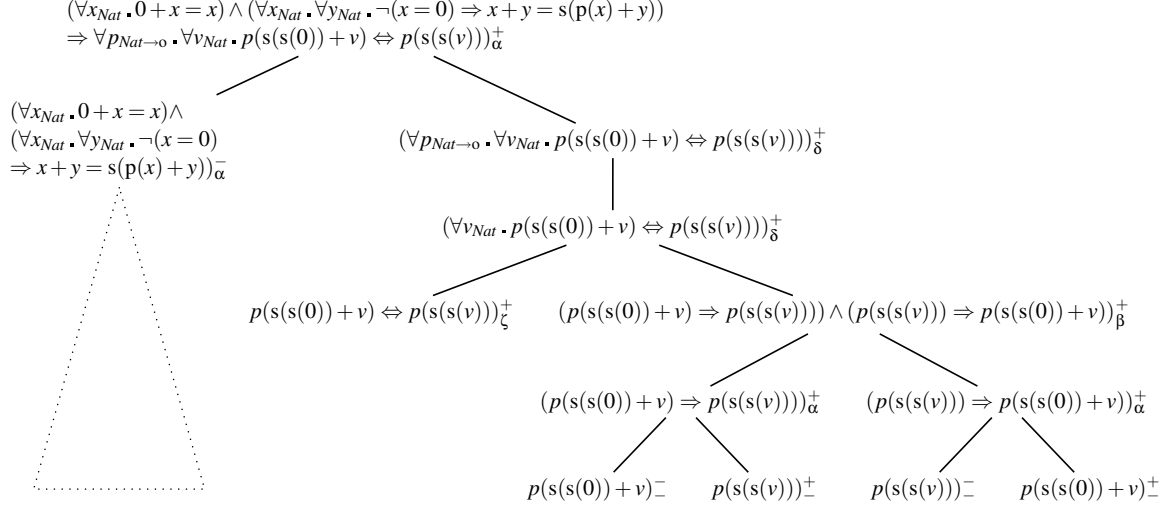 (∀x_Nat. 0 + x = x) ∧ (∀x_Nat. ∀y_Nat. ¬(x = 0) ⇒ x + y = s(p(x) + y))
⇒ ∀p_Nat→o. ∀v_Nat. p(s(s(0)) + v) ⇔ p(s(s(v)))⁺_α
(∀x_Nat. 0 + x = x)∧
(∀x_Nat. ∀y_Nat. ¬(x = 0)
⇒ x + y = s(p(x) + y))⁻_α
(∀p_Nat→o. ∀v_Nat. p(s(s(0)) + v) ⇔ p(s(s(v))))⁺_δ
(∀v_Nat. p(s(s(0)) + v) ⇔ p(s(s(v))))⁺_δ
p(s(s(0)) + v) ⇔ p(s(s(v)))⁺_ζ
(p(s(s(0)) + v) ⇒ p(s(s(v)))) ∧ (p(s(s(v))) ⇒ p(s(s(0)) + v))⁺_β
(p(s(s(0)) + v) ⇒ p(s(s(v))))⁺_α
(p(s(s(v))) ⇒ p(s(s(0)) + v))⁺_α
p(s(s(0)) + v)⁻_−
p(s(s(v)))⁺_−
p(s(s(v)))⁻_−
p(s(s(0)) + v)⁺_−